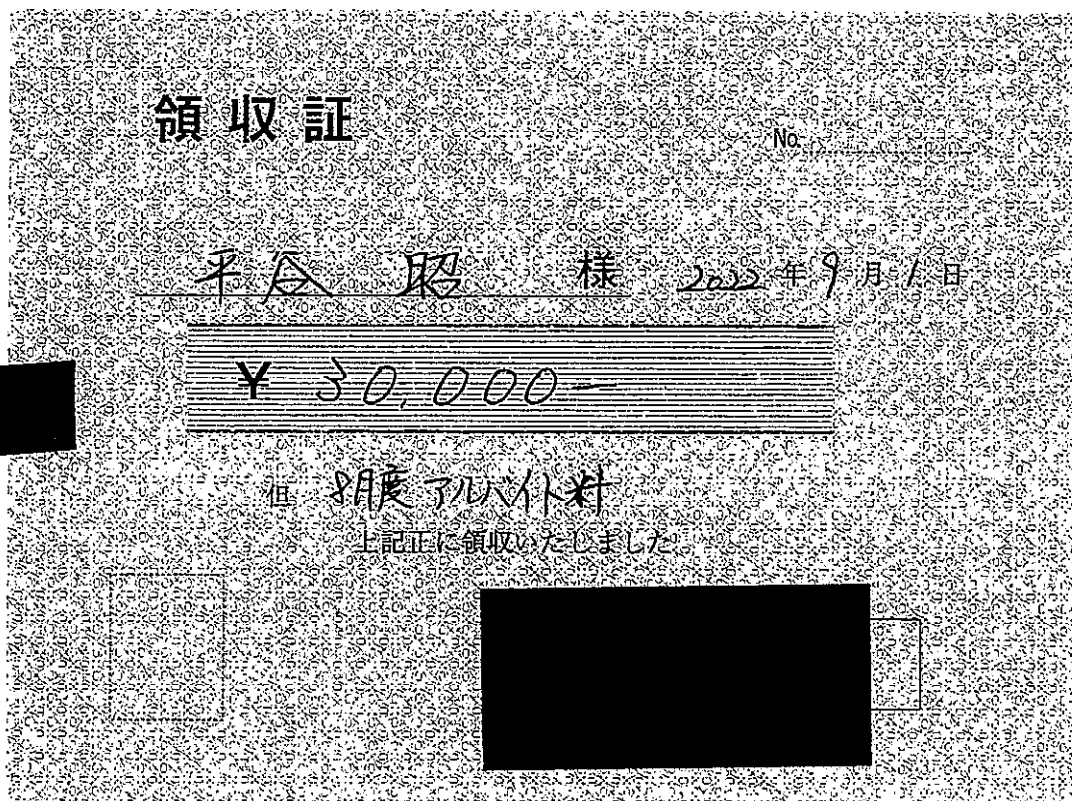 領収証
No.
平谷 昭 様 2022年9月1日
¥ 30,000-
但 8月度アルバイト料
上記正に領収いたしました